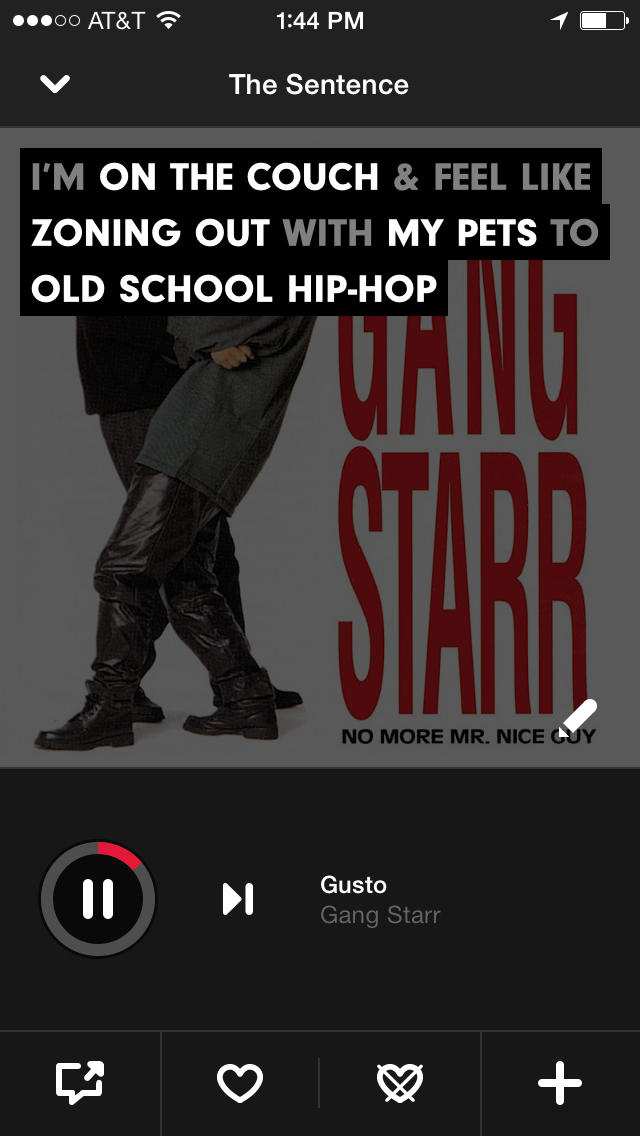 AT&T 1:44 PM
The Sentence
I'M ON THE COUCH & FEEL LIKE
ZONING OUT WITH MY PETS TO
OLD SCHOOL HIP-HOP
GANG
STARR
NO MORE MR. NICE GUY
Gusto
Gang Starr